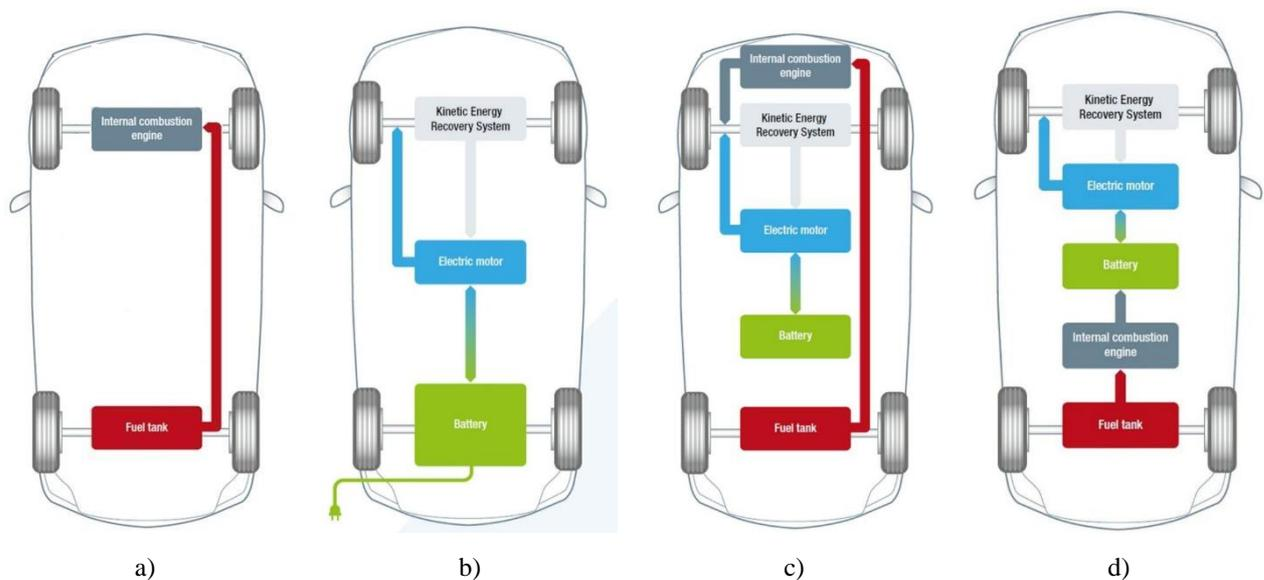 Internal combustion
engine
Fuel tank
a)
Kinetic Energy
Recovery System
Electric motor
Battery
b)
Internal combustion
engine
Kinetic Energy
Recovery System
Electric motor
Battery
Fuel tank
c)
Kinetic Energy
Recovery System
Electric motor
Battery
Internal combustion
engine
Fuel tank
d)